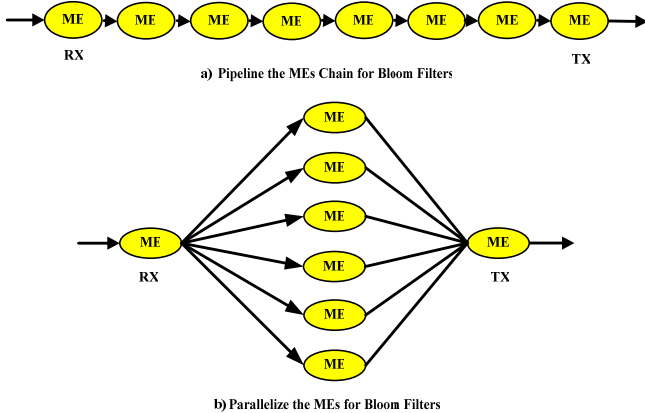 ME ME ME ME ME ME ME ME
RX TX
a) Pipeline the MEs Chain for Bloom Filters
ME
ME
ME
ME ME
RX TX
ME
ME
ME
b) Parallelize the MEs for Bloom Filters